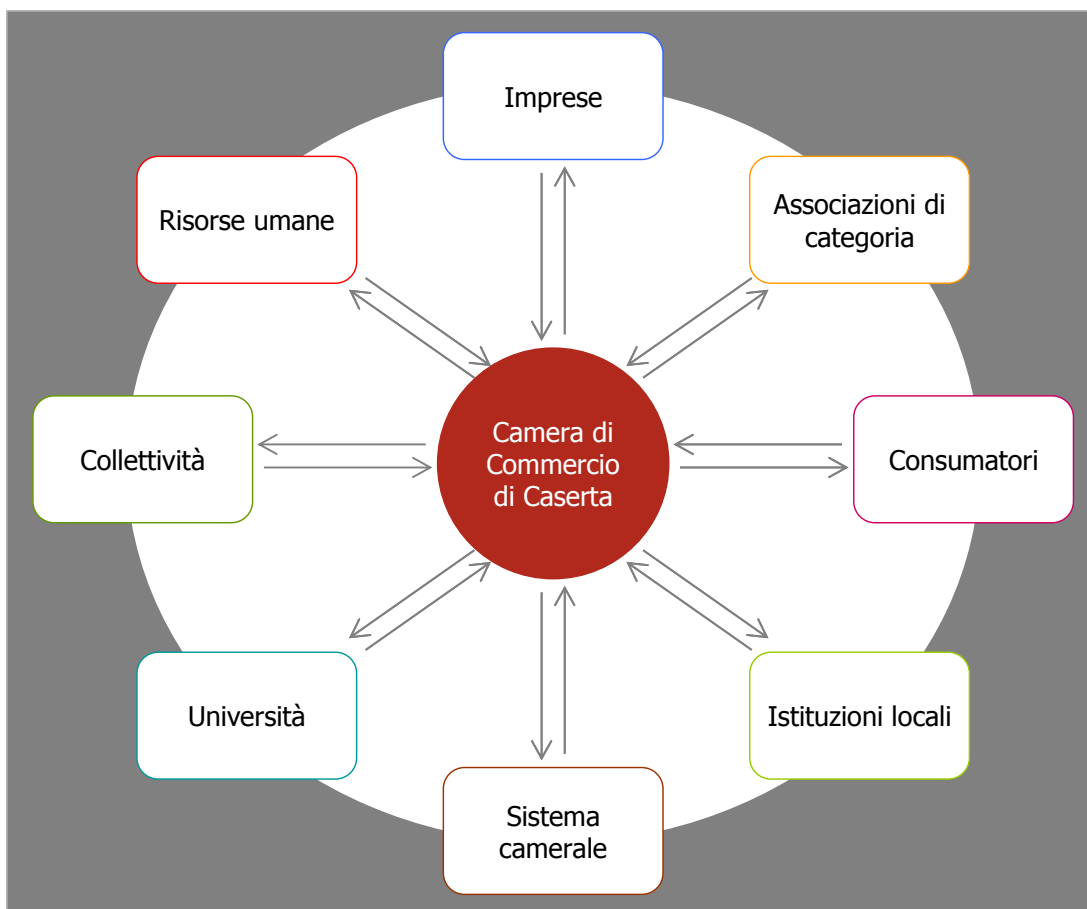 Imprese
Risorse umane
Associazioni di
categoria
Collettività
Camera di
Commercio
di Caserta
Consumatori
Università
Istituzioni locali
Sistema
camerale